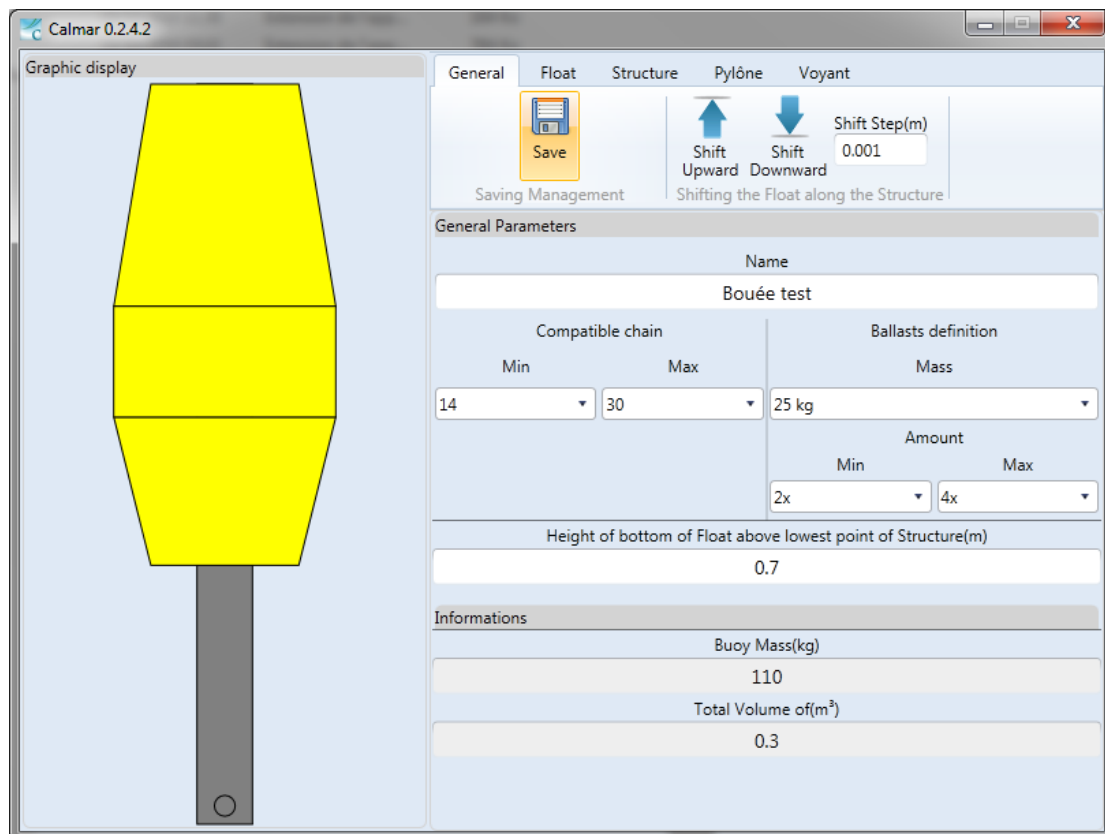 Calmar 0.2.4.2
Graphic display
General Float Structure Pylône Voyant
Save
Shift Upward
Shift Downward
Shift Step(m)
0.001
Saving Management
Shifting the Float along the Structure
General Parameters
Name
Bouée test
Compatible chain
Min Max
14 30
Ballasts definition
Mass
25 kg
Amount
Min Max
2x 4x
Height of bottom of Float above lowest point of Structure(m)
0.7
Informations
Buoy Mass(kg)
110
Total Volume of(m³)
0.3